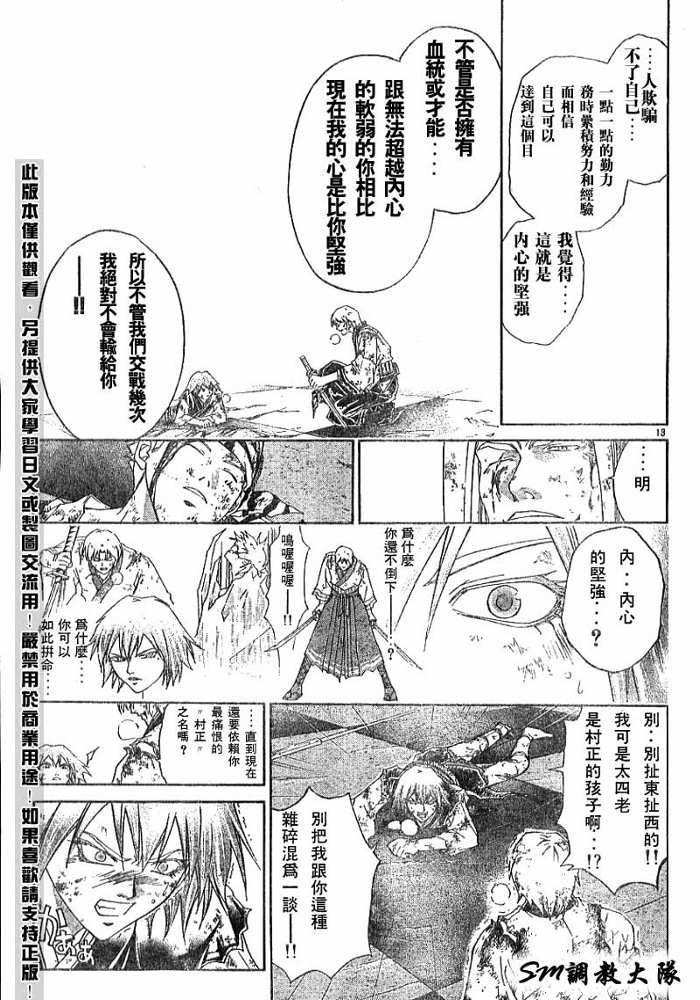 ‥‥人欺騙
不了自己‥‥
一點一點的勤力
務時累積努力和經驗
而相信
自己可以
達到這個目
我覺得‥‥
這就是
內心的堅强
不管是否擁有
血統或才能‥‥
跟無法超越內心
的軟弱的你相比
現在我的心是比你堅強
所以不管我們交戰幾次
我絕對不會輸給你
──!!
13
‥明
內‥內心
的堅強‥‥?
爲什麼
你還不倒下‥‥?
嗚喔喔喔
──!!
爲什麼‥‥
你可以
如此拼命‥‥
別‥別扯東扯西的!!
我可是太四老
是村正的孩子啊‥‥!?
別把我跟你這種
雜碎混爲一談──!!
‥‥直到現在
還要依賴你
最痛恨的
〝村正〞
之名嗎?
かああぁ
SM調教大隊
此版本僅供觀看，另提供大家學習日文或製圖交流用！嚴禁用於商業用途！如果喜歡請支持正版！